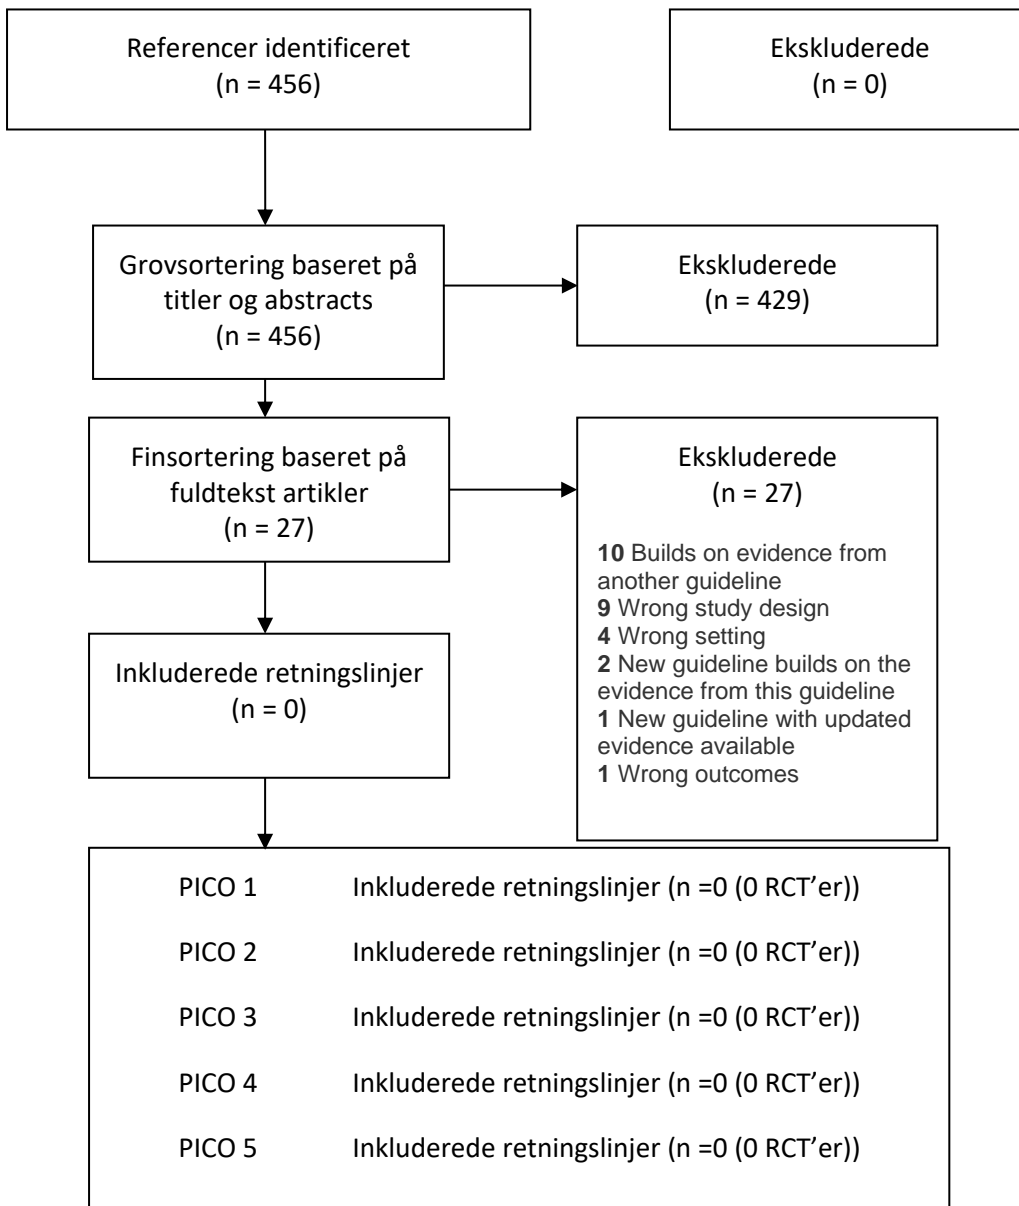 Referencer identificeret
(n = 456)
Ekskluderede
(n = 0)
Grovsortering baseret på
titler og abstracts
(n = 456)
Ekskluderede
(n = 429)
Finsortering baseret på
fuldtekst artikler
(n = 27)
Ekskluderede
(n = 27)
10 Builds on evidence from
another guideline
9 Wrong study design
4 Wrong setting
2 New guideline builds on the
evidence from this guideline
1 New guideline with updated
evidence available
1 Wrong outcomes
Inkluderede retningslinjer
(n = 0)
PICO 1 Inkluderede retningslinjer (n =0 (0 RCT’er))
PICO 2 Inkluderede retningslinjer (n =0 (0 RCT’er))
PICO 3 Inkluderede retningslinjer (n =0 (0 RCT’er))
PICO 4 Inkluderede retningslinjer (n =0 (0 RCT’er))
PICO 5 Inkluderede retningslinjer (n =0 (0 RCT’er))